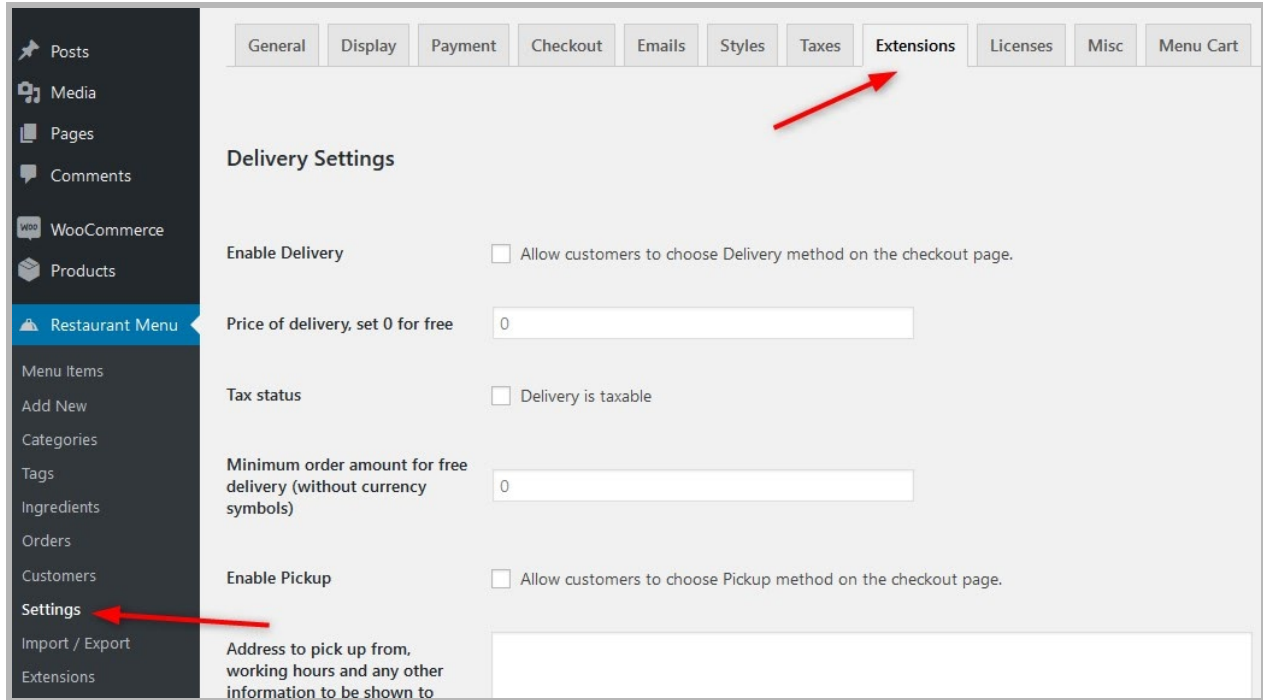 Posts
Media
Pages
Comments
woo WooCommerce
Products
Restaurant Menu
Menu Items
Add New
Categories
Tags
Ingredients
Orders
Customers
Settings
Import / Export
Extensions
General Display Payment Checkout Emails Styles Taxes Extensions Licenses Misc Menu Cart
Delivery Settings
Enable Delivery Allow customers to choose Delivery method on the checkout page.
Price of delivery, set 0 for free 0
Tax status Delivery is taxable
Minimum order amount for free
delivery (without currency 0
symbols)
Enable Pickup Allow customers to choose Pickup method on the checkout page.
Address to pick up from,
working hours and any other
information to be shown to